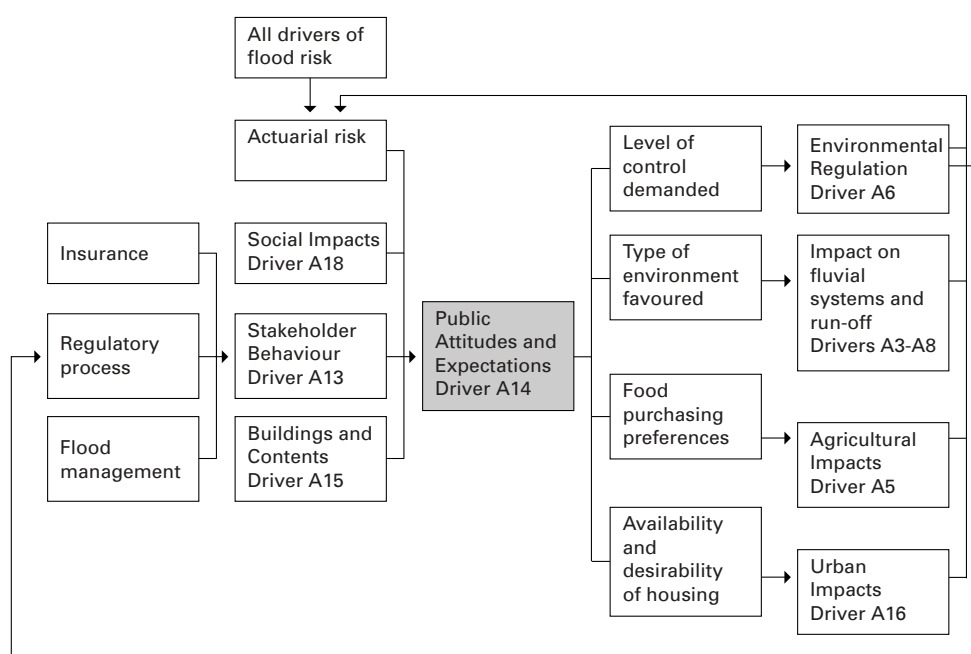 All drivers of
flood risk
Actuarial risk
Insurance
Regulatory
process
Flood
management
Social Impacts
Driver A18
Stakeholder
Behaviour
Driver A13
Buildings and
Contents
Driver A15
Public
Attitudes and
Expectations
Driver A14
Level of
control
demanded
Environmental
Regulation
Driver A6
Type of
environment
favoured
Impact on
fluvial
systems and
run-off
Drivers A3-A8
Food
purchasing
preferences
Agricultural
Impacts
Driver A5
Availability
and
desirability
of housing
Urban
Impacts
Driver A16